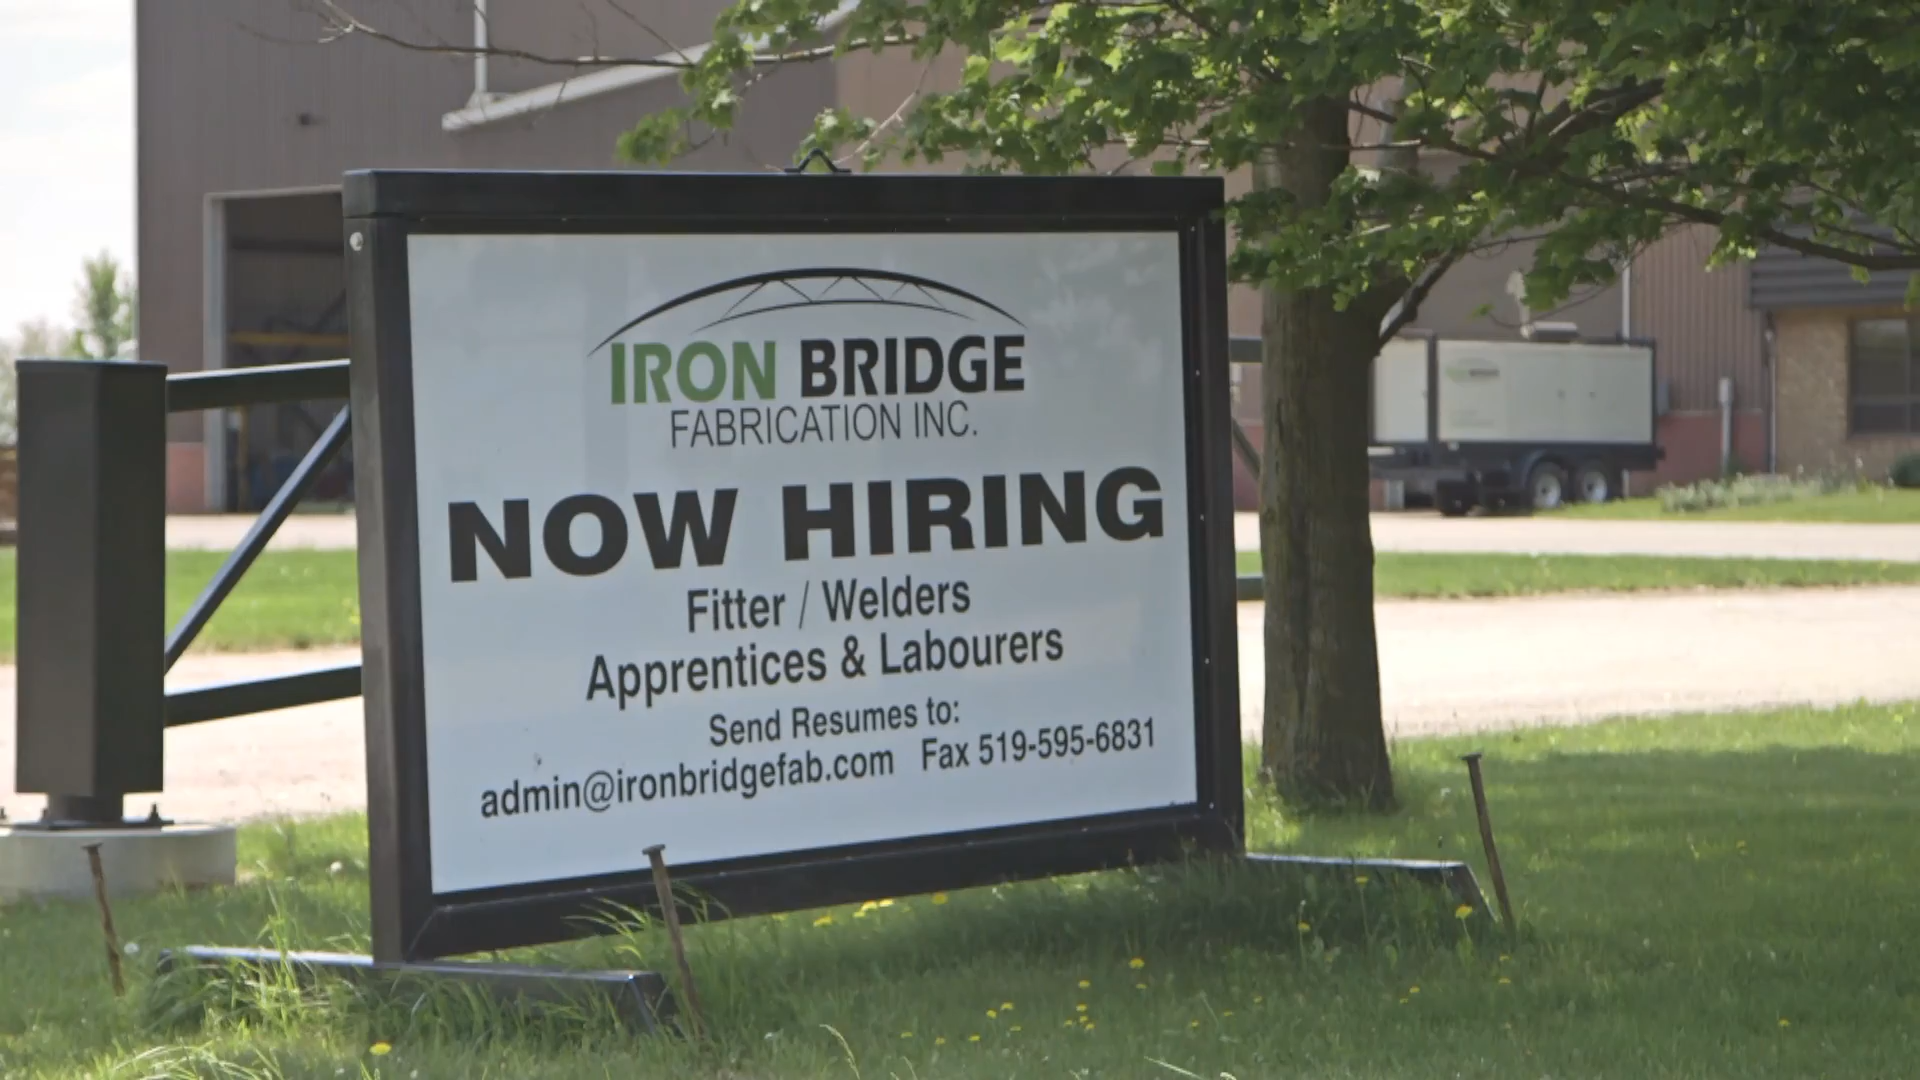 IRON BRIDGE
FABRICATION INC.
NOW HIRING
Fitter / Welders
Apprentices & Labourers
Send Resumes to:
admin@ironbridgefab.com Fax 519-595-6831